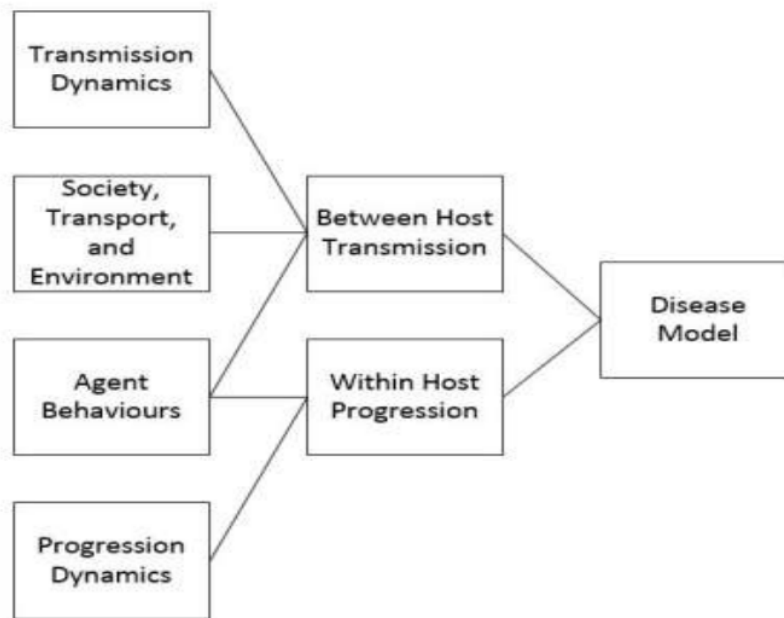 Transmission
Dynamics
Society,
Transport,
and
Environment
Agent
Behaviours
Progression
Dynamics
Between Host
Transmission
Within Host
Progression
Disease
Model